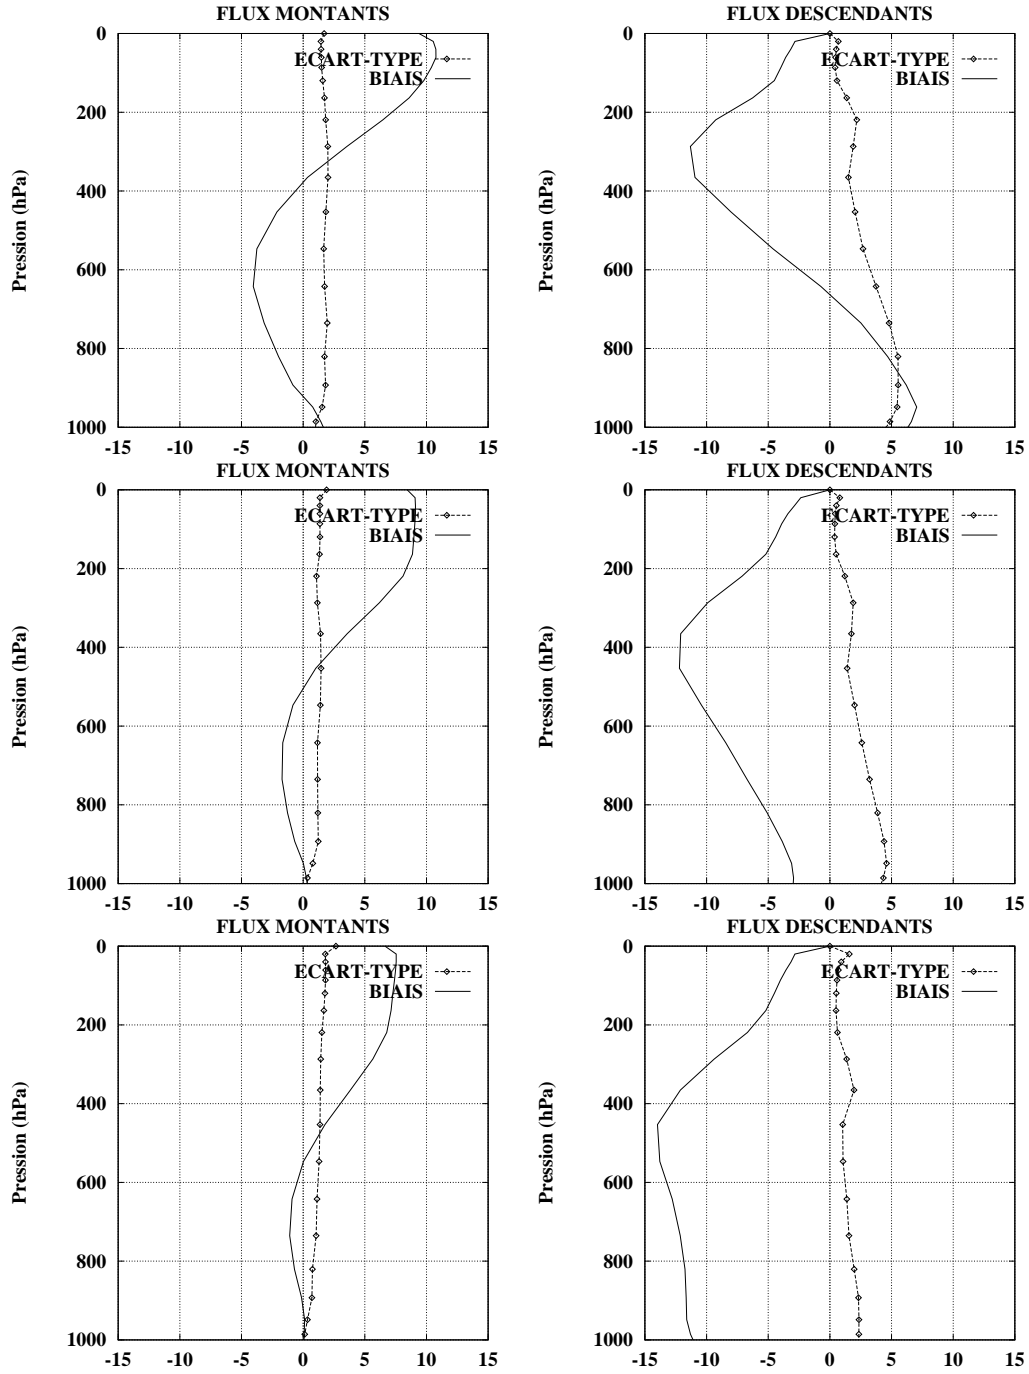 FLUX MONTANTS
0
200
400
600
800
1000
-15 -10 -5 0 5 10 15
Pression (hPa)
ECART-TYPE
BIAIS
FLUX DESCENDANTS
0
200
400
600
800
1000
-15 -10 -5 0 5 10 15
Pression (hPa)
ECART-TYPE
BIAIS
FLUX MONTANTS
0
200
400
600
800
1000
-15 -10 -5 0 5 10 15
Pression (hPa)
ECART-TYPE
BIAIS
FLUX DESCENDANTS
0
200
400
600
800
1000
-15 -10 -5 0 5 10 15
Pression (hPa)
ECART-TYPE
BIAIS
FLUX MONTANTS
0
200
400
600
800
1000
-15 -10 -5 0 5 10 15
Pression (hPa)
ECART-TYPE
BIAIS
FLUX DESCENDANTS
0
200
400
600
800
1000
-15 -10 -5 0 5 10 15
Pression (hPa)
ECART-TYPE
BIAIS